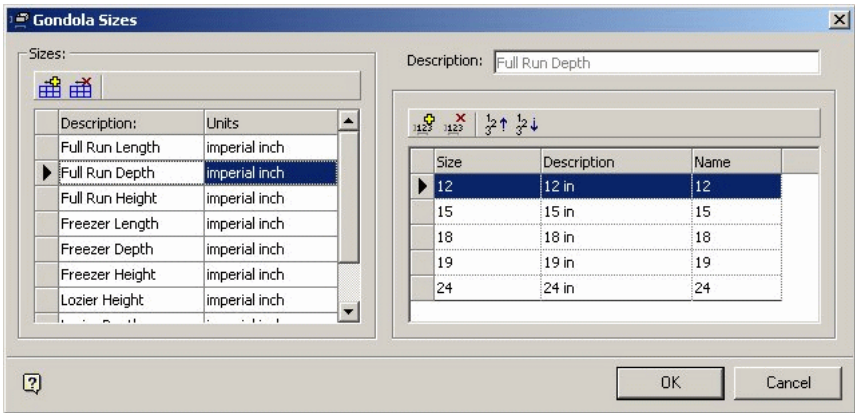 Gondola Sizes
Sizes:
Description: Units
Full Run Length imperial inch
Full Run Depth imperial inch
Full Run Height imperial inch
Freezer Length imperial inch
Freezer Depth imperial inch
Freezer Height imperial inch
Lozier Height imperial inch
Description: Full Run Depth
Size Description Name
12 12 in 12
15 15 in 15
18 18 in 18
19 19 in 19
24 24 in 24
OK Cancel